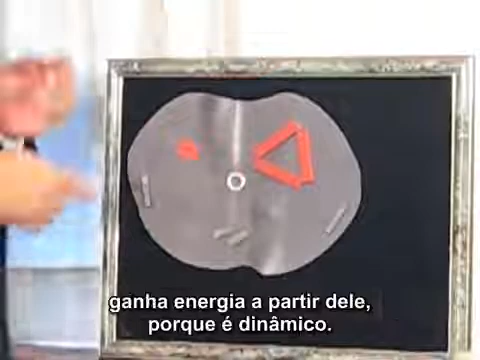 ganha energia a partir dele,
porque é dinâmico.